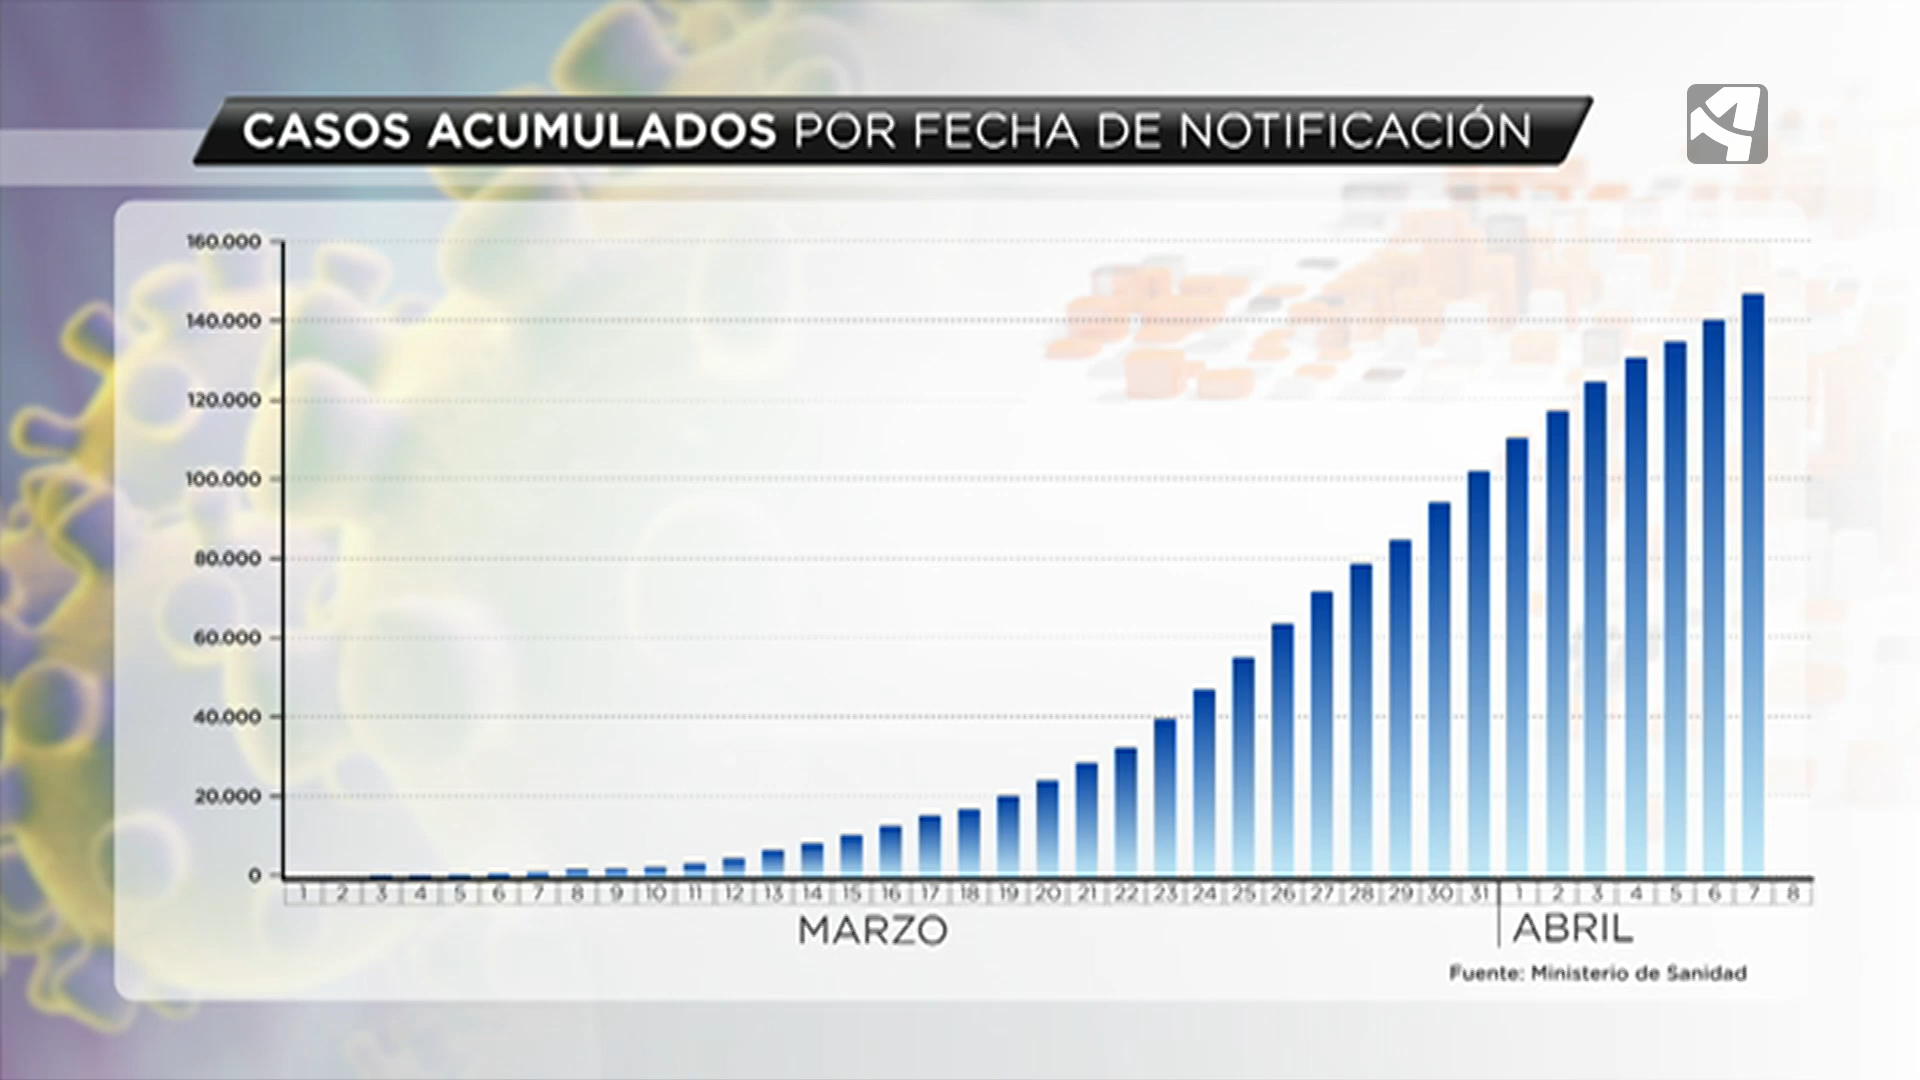 CASOS ACUMULADOS POR FECHA DE NOTIFICACIÓN
160.000
140.000
120.000
100.000
80.000
60.000
40.000
20.000
0
1 2 3 4 5 6 7 8 9 10 11 12 13 14 15 16 17 18 19 20 21 22 23 24 25 26 27 28 29 30 31 1 2 3 4 5 6 7 8
MARZO ABRIL
Fuente: Ministerio de Sanidad